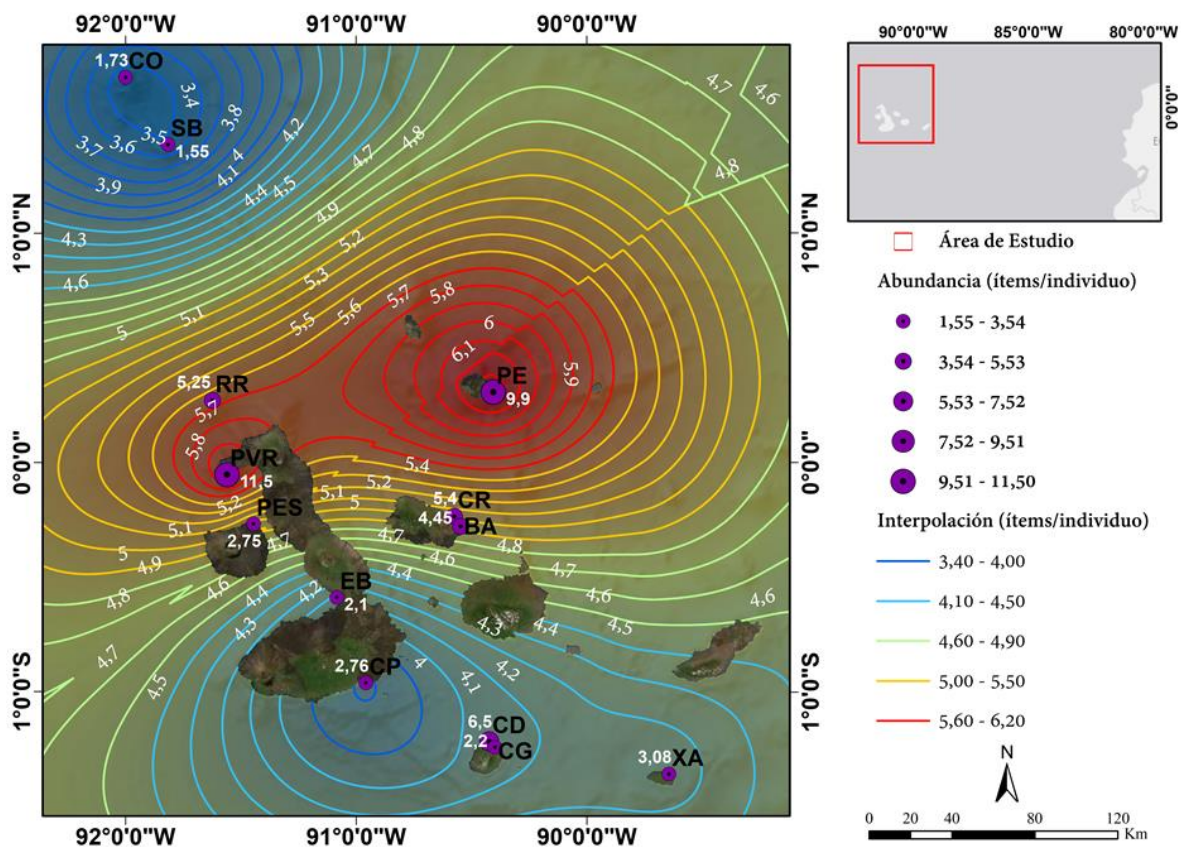 92°0'0"W 91°0'0"W 90°0'0"W
1°0'0"N
0°0'0"
1°0'0"S
1°0'0"N
0°0'0"
1°0'0"S
92°0'0"W 91°0'0"W 90°0'0"W
1,73 CO
3,4
SB
1,55
3,5
3,6
3,7
3,8
3,9
4
4,1
4,2
4,3
4,4
4,5
4,6
4,7
4,8
4,9
4,7
4,6
4,8
5
5,1
5,2
5,3
5,5
5,6
5,7
5,8
6
6,1
5,9
PE
9,9
5,25 RR
5,7
5,8
PVR
11,5
5,2
PES
2,75
5,1
5
4,9
4,8
4,7
4,6
4,5
4,4
4,3
4,2
4,7
5,4
5,2
5,1
5
5,4 CR
4,45 BA
4,7
4,6
4,4
4,8
4,7
4,6
4,5
4,6
4,4
4,3
4,2
4,1
4
EB
2,1
2,76 CP
6,5 CD
2,2 CG
3,08 XA
90°0'0"W 85°0'0"W 80°0'0"W
0°0'0"
E
Área de Estudio
Abundancia (ítems/individuo)
1,55 - 3,54
3,54 - 5,53
5,53 - 7,52
7,52 - 9,51
9,51 - 11,50
Interpolación (ítems/individuo)
3,40 - 4,00
4,10 - 4,50
4,60 - 4,90
5,00 - 5,50
5,60 - 6,20
N
0 20 40 80 120
Km